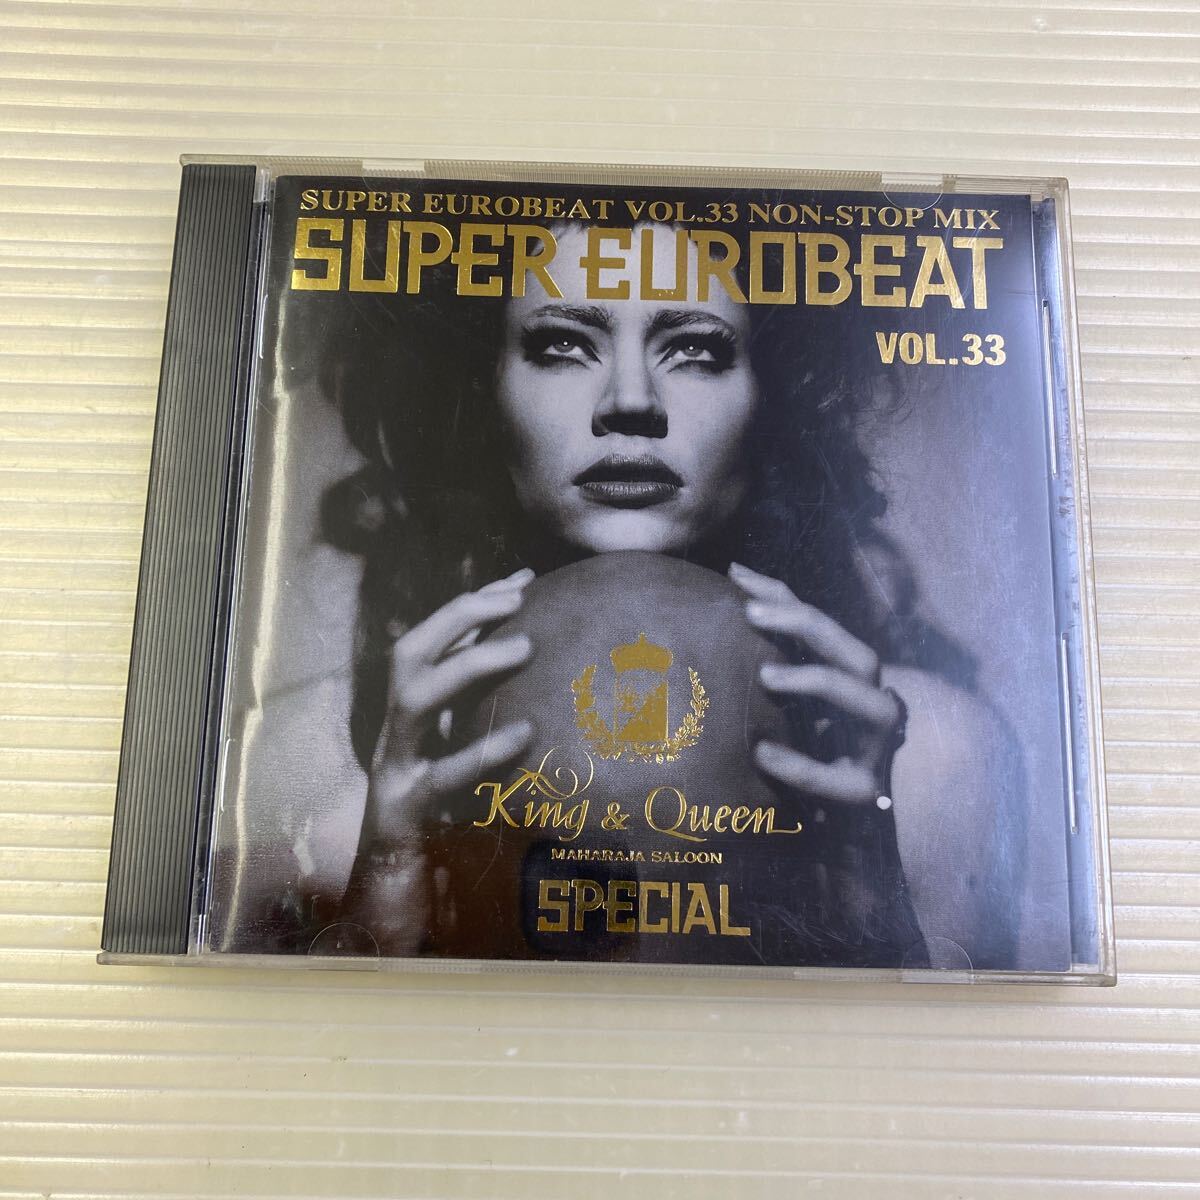 SUPER EUROBEAT VOL.33 NON-STOP MIX
SUPER EUROBEAT
VOL.33
King & Queen
MAHARAJA SALOON
SPECIAL